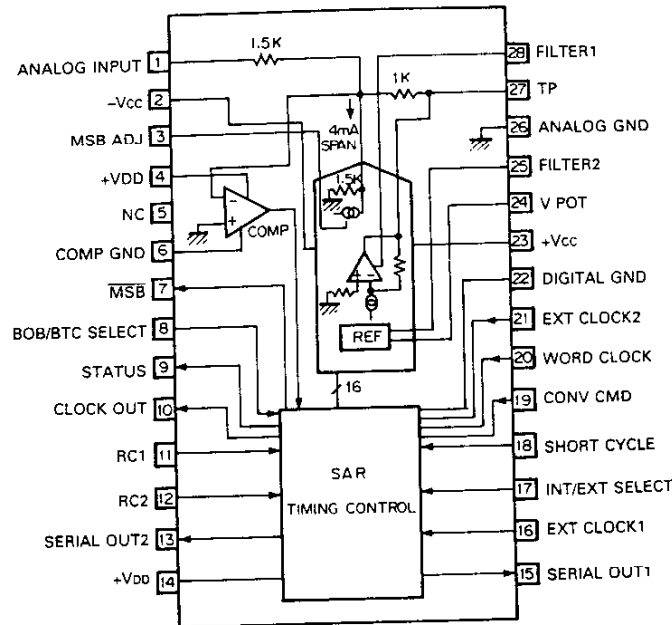 ANALOG INPUT 1
-VCC 2
MSB ADJ 3
+VDD 4
NC 5
COMP GND 6
MSB 7
BOB/BTC SELECT 8
STATUS 9
CLOCK OUT 10
RC1 11
RC2 12
SERIAL OUT2 13
+VDD 14
1.5K
1K
4mA
SPAN
1.5K
-
+
COMP
+
-
REF
16
SAR
TIMING CONTROL
28 FILTER1
27 TP
26 ANALOG GND
25 FILTER2
24 V POT
23 +VCC
22 DIGITAL GND
21 EXT CLOCK2
20 WORD CLOCK
19 CONV CMD
18 SHORT CYCLE
17 INT/EXT SELECT
16 EXT CLOCK1
15 SERIAL OUT1